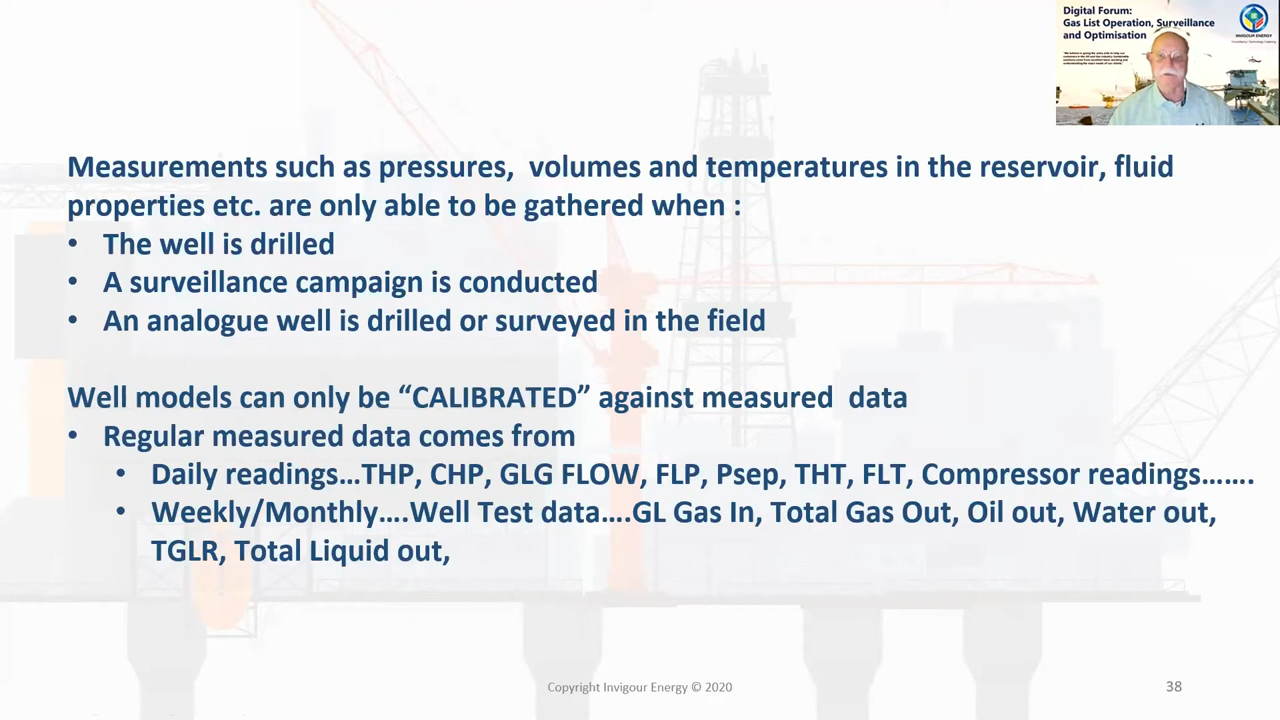 Digital Forum:
Gas List Operation, Surveillance
and Optimisation
INVIGOUR ENERGY
Measurements such as pressures,  volumes and temperatures in the reservoir, fluid
properties etc. are only able to be gathered when :
• The well is drilled
• A surveillance campaign is conducted
• An analogue well is drilled or surveyed in the field
Well models can only be “CALIBRATED” against measured  data
• Regular measured data comes from
• Daily readings…THP, CHP, GLG FLOW, FLP, Psep, THT, FLT, Compressor readings…….
• Weekly/Monthly….Well Test data….GL Gas In, Total Gas Out, Oil out, Water out,
TGLR, Total Liquid out,
Copyright Invigour Energy © 2020
38